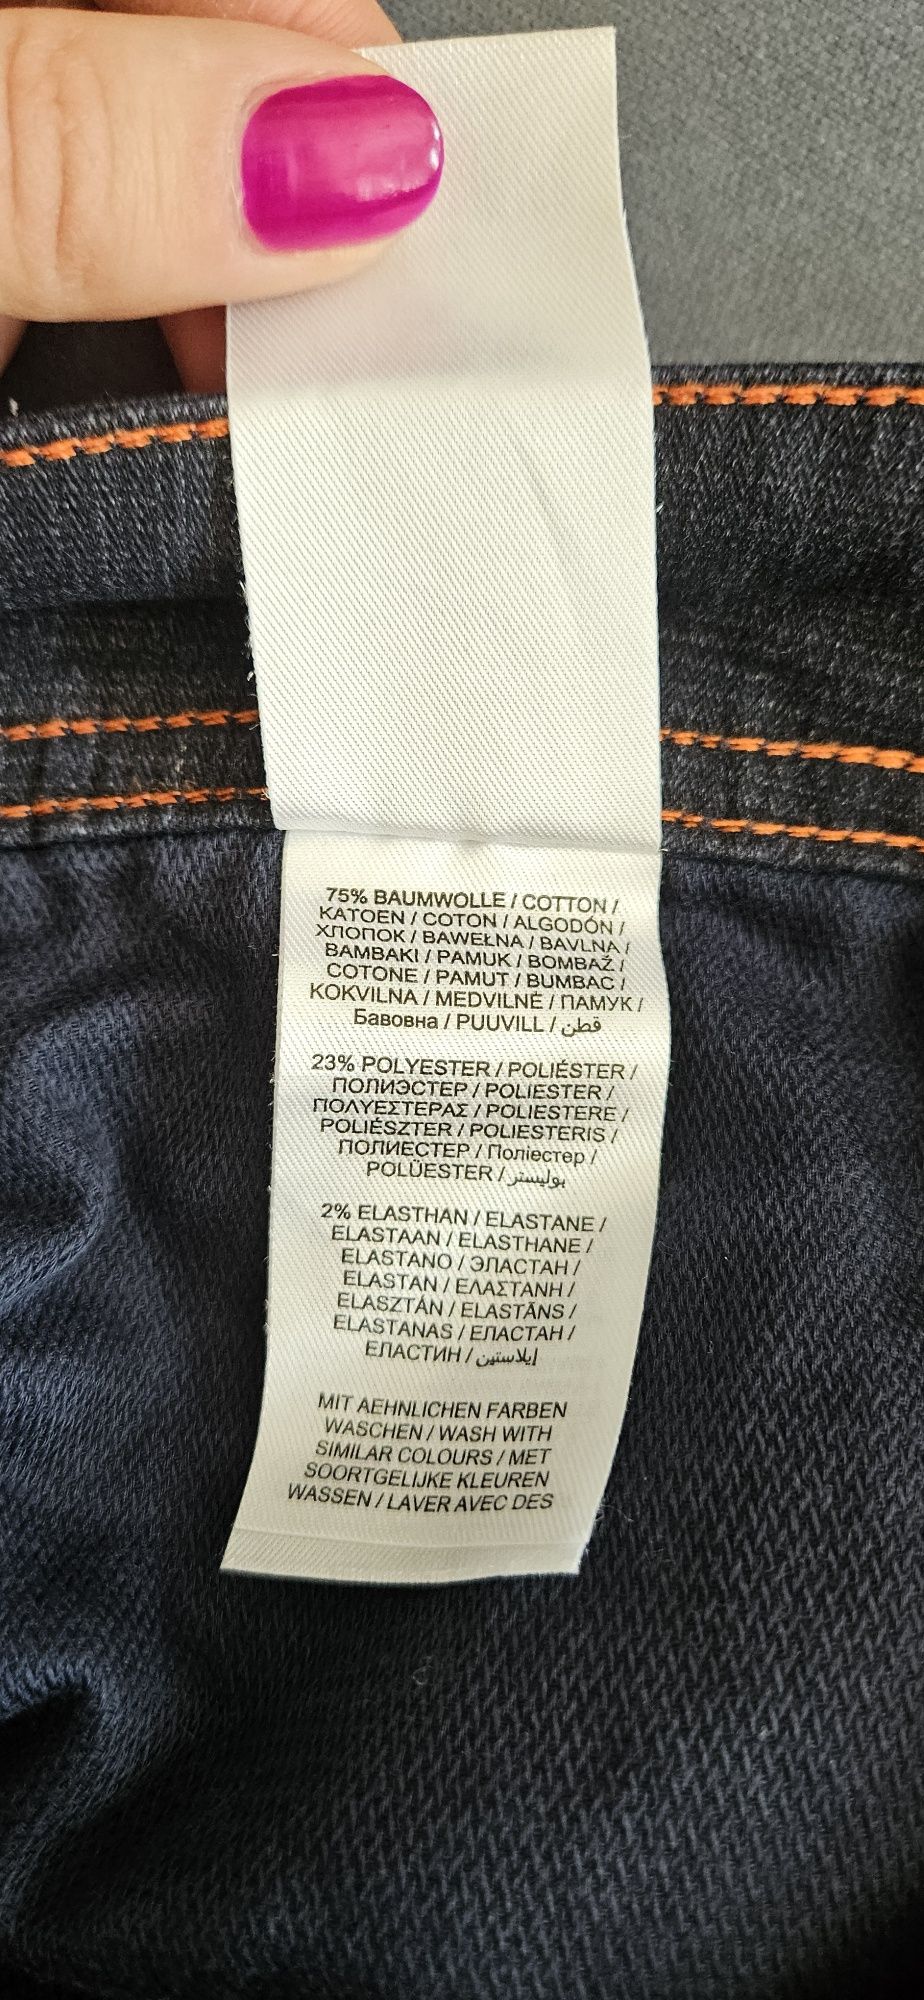 75% BAUMWOLLE / COTTON /
KATOEN / COTON / ALGODÓN /
ХЛОПОК / BAWEŁNA / BAVLNA /
BAMBAKI / PAMUK / BOMBAŽ /
COTONE / PAMUT / BUMBAC /
KOKVILNA / MEDVILNÉ / ПАМУК /
Бавовна / PUUVILL / قطن
23% POLYESTER / POLIÉSTER /
ПОЛИЭСТЕР / POLIESTER /
ΠΟΛΥΕΣΤΕΡΑΣ / POLIESTERE /
POLIÉSZTER / POLIESTERIS /
ПОЛИЕСТЕР / Поліестер /
POLÜESTER / بوليستر
2% ELASTHAN / ELASTANE /
ELASTAAN / ELASTHANE /
ELASTANO / ЭЛАСТАН /
ELASTAN / ΕΛΑΣΤΑΝΗ /
ELASZTÁN / ELASTĀNS /
ELASTANAS / ЕЛАСТАН /
ЕЛАСТИН / إيلاستين
MIT AEHNLICHEN FARBEN
WASCHEN / WASH WITH
SIMILAR COLOURS / MET
SOORTGELIJKE KLEUREN
WASSEN / LAVER AVEC DES